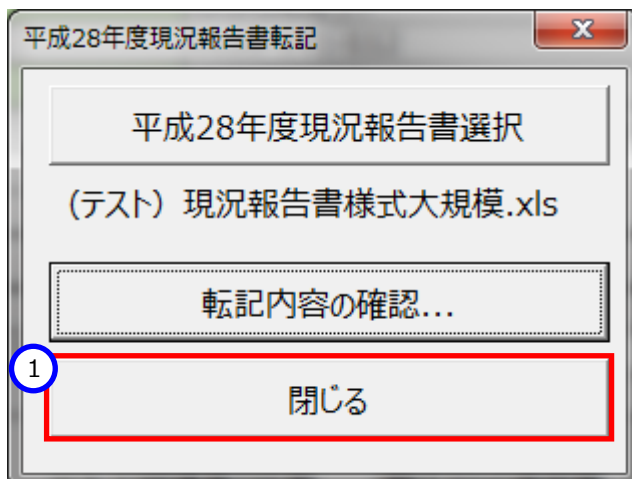 平成28年度現況報告書転記
平成28年度現況報告書選択
(テスト) 現況報告書様式大規模.xls
転記内容の確認...
1
閉じる